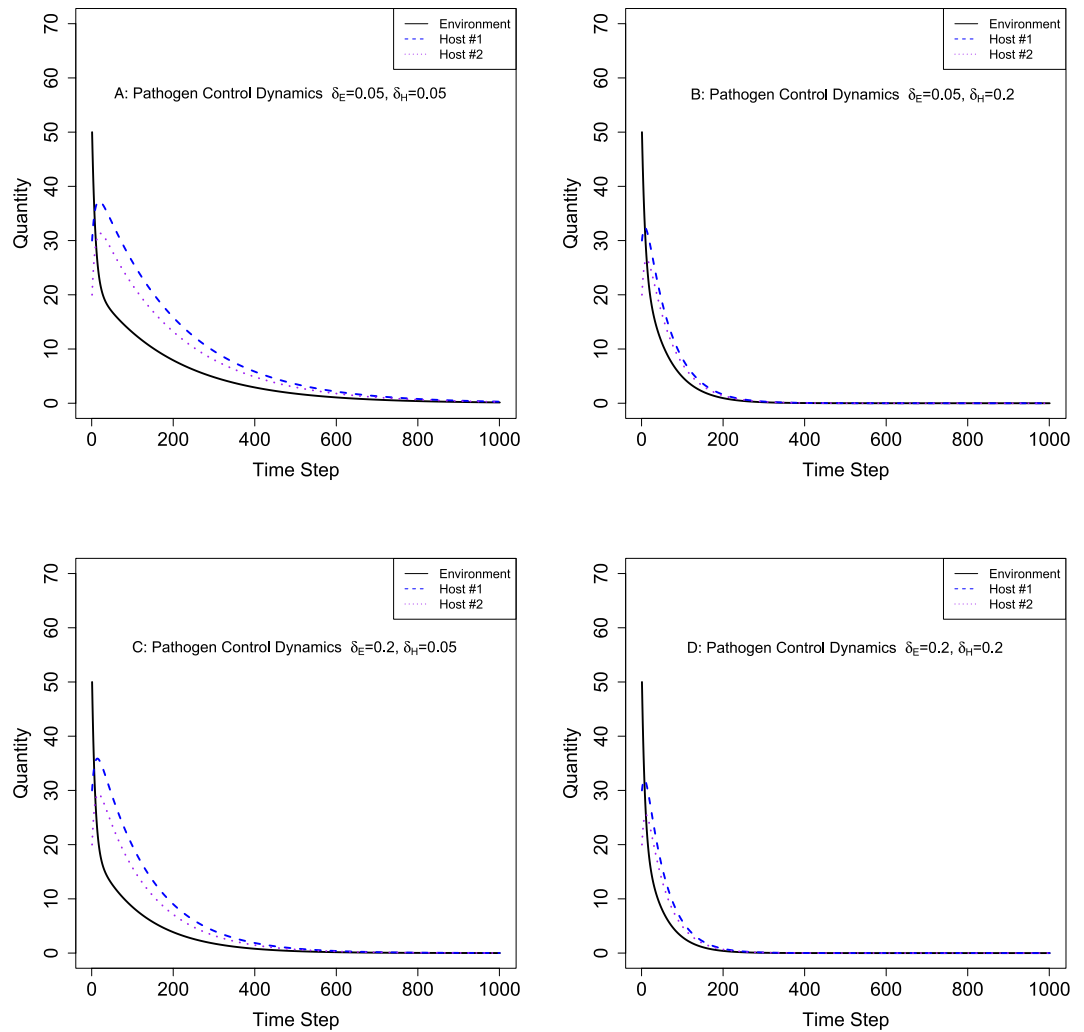 Environment
Host #1
Host #2
A: Pathogen Control Dynamics δE=0.05, δH=0.05
Quantity
0
10
20
30
40
50
60
70
0 200 400 600 800 1000
Time Step
Environment
Host #1
Host #2
B: Pathogen Control Dynamics δE=0.05, δH=0.2
Quantity
0
10
20
30
40
50
60
70
0 200 400 600 800 1000
Time Step
Environment
Host #1
Host #2
C: Pathogen Control Dynamics δE=0.2, δH=0.05
Quantity
0
10
20
30
40
50
60
70
0 200 400 600 800 1000
Time Step
Environment
Host #1
Host #2
D: Pathogen Control Dynamics δE=0.2, δH=0.2
Quantity
0
10
20
30
40
50
60
70
0 200 400 600 800 1000
Time Step